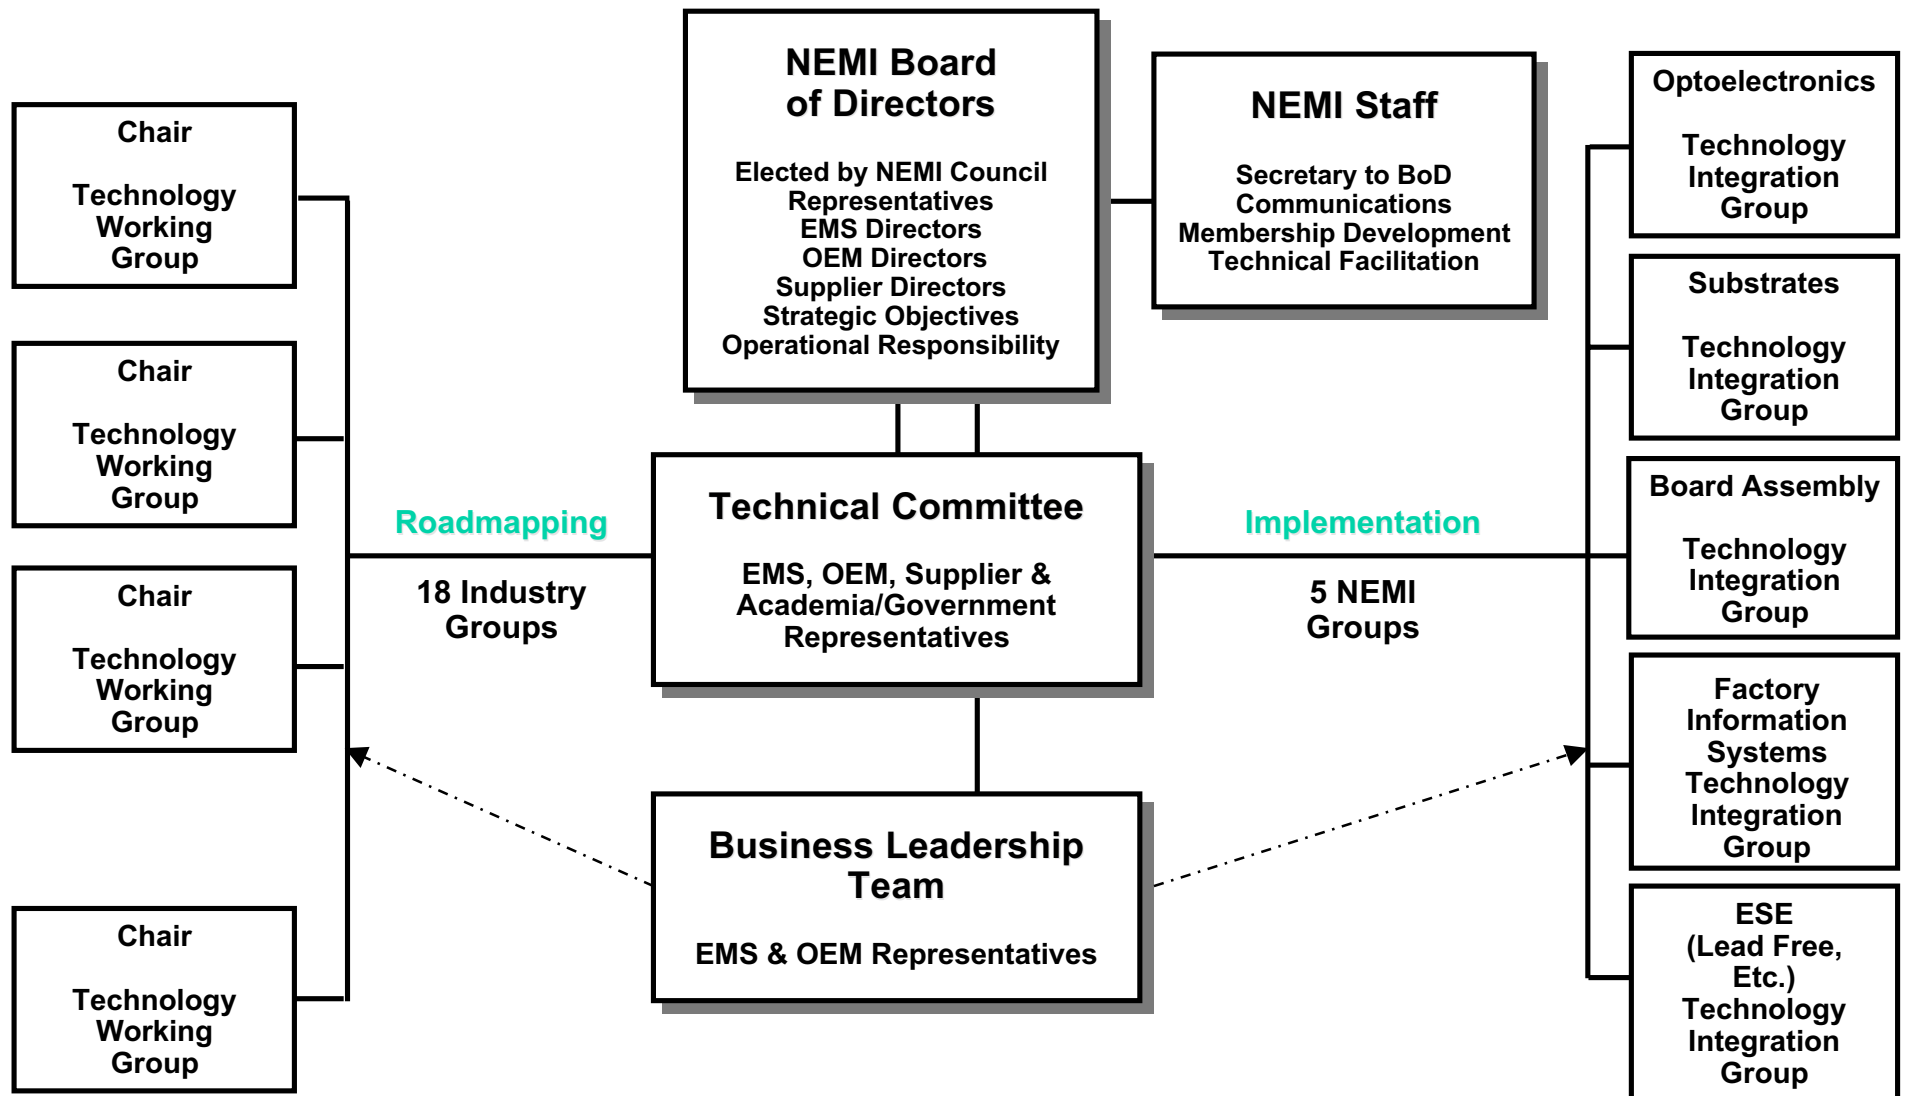 NEMI Board
of Directors
Elected by NEMI Council
Representatives
EMS Directors
OEM Directors
Supplier Directors
Strategic Objectives
Operational Responsibility
NEMI Staff
Secretary to BoD
Communications
Membership Development
Technical Facilitation
Chair
Technology
Working
Group
Chair
Technology
Working
Group
Chair
Technology
Working
Group
Chair
Technology
Working
Group
Roadmapping
18 Industry
Groups
Technical Committee
EMS, OEM, Supplier &
Academia/Government
Representatives
Implementation
5 NEMI
Groups
Business Leadership
Team
EMS & OEM Representatives
Optoelectronics
Technology
Integration
Group
Substrates
Technology
Integration
Group
Board Assembly
Technology
Integration
Group
Factory
Information
Systems
Technology
Integration
Group
ESE
(Lead Free,
Etc.)
Technology
Integration
Group